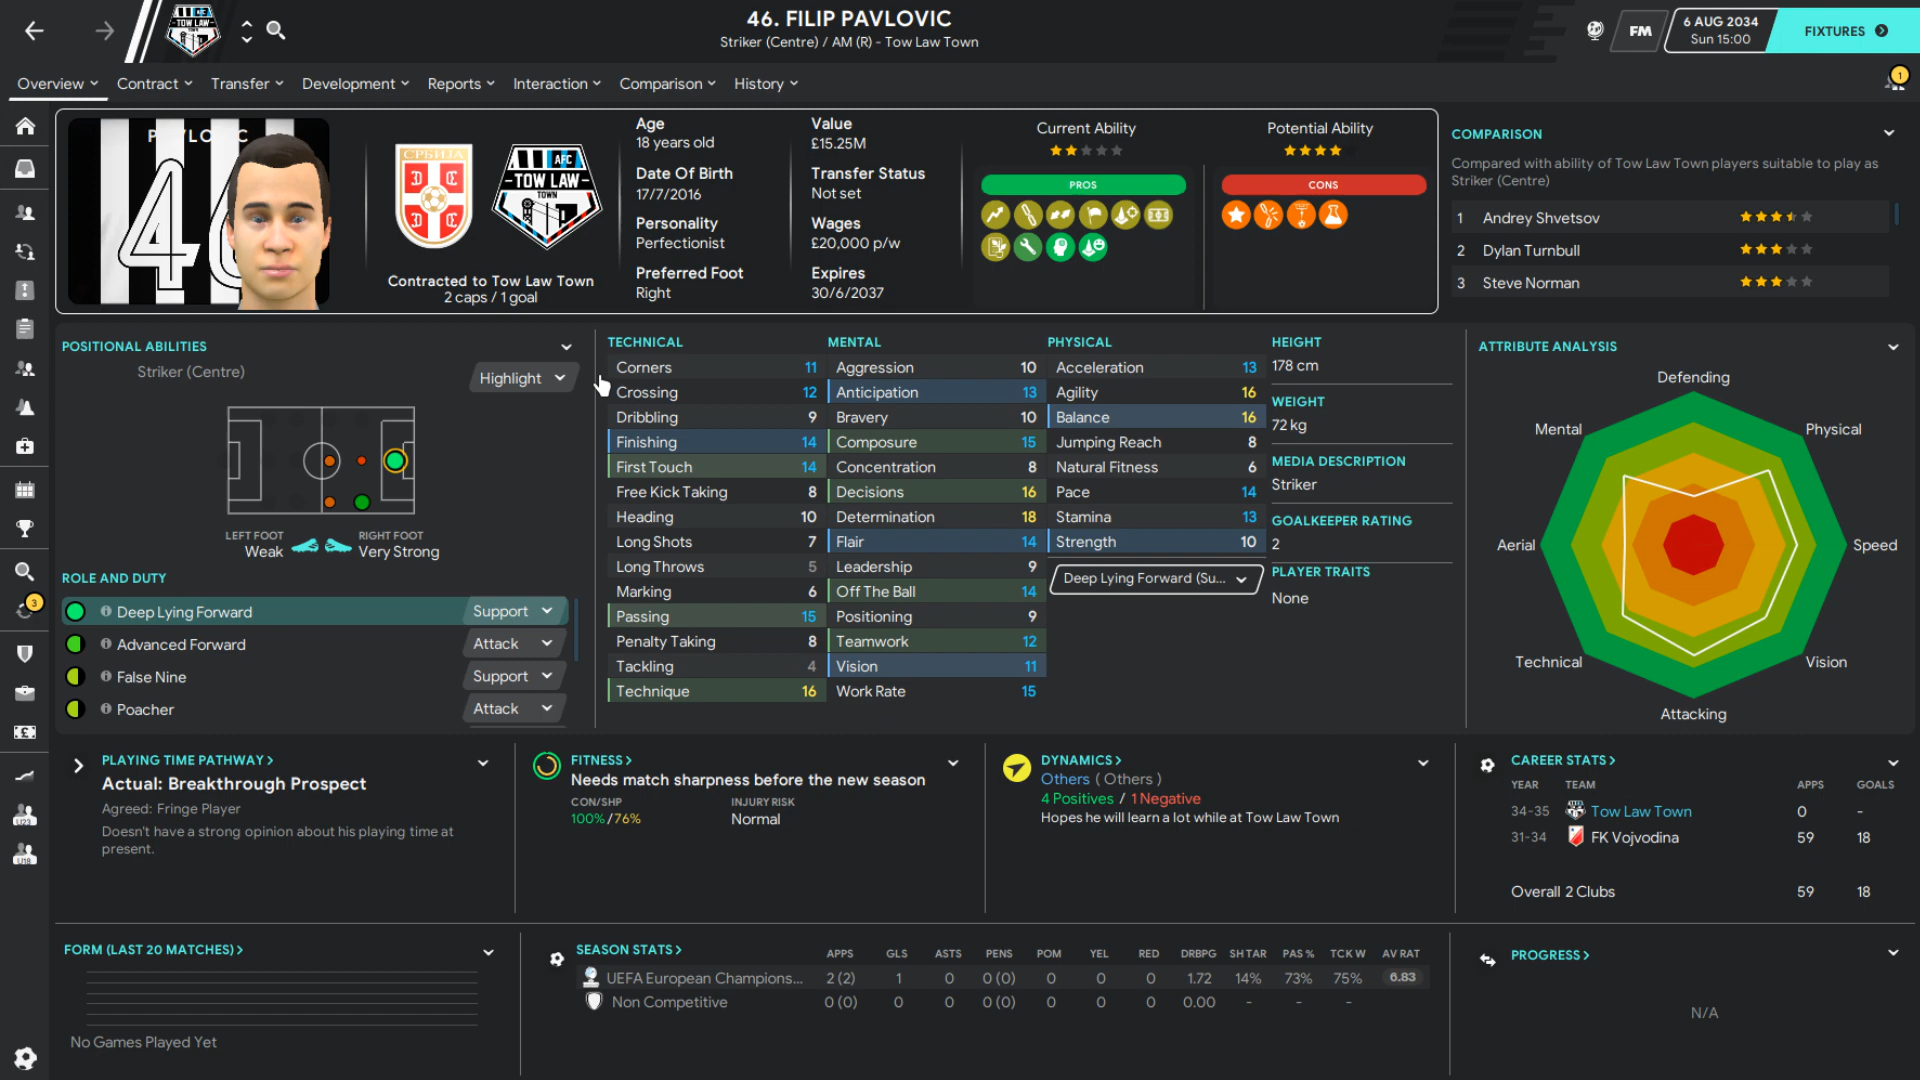 46. FILIP PAVLOVIC
Striker (Centre) / AM (R) - Tow Law Town
FM
6 AUG 2034
Sun 15:00
FIXTURES
Overview
Contract
Transfer
Development
Reports
Interaction
Comparison
History
1
СРБИЈА
AFC
TOW LAW
TOWN
Contracted to Tow Law Town
2 caps / 1 goal
Age
18 years old
Date Of Birth
17/7/2016
Personality
Perfectionist
Preferred Foot
Right
Value
£15.25M
Transfer Status
Not set
Wages
£20,000 p/w
Expires
30/6/2037
Current Ability
PROS
Potential Ability
CONS
COMPARISON
Compared with ability of Tow Law Town players suitable to play as
Striker (Centre)
1 Andrey Shvetsov
2 Dylan Turnbull
3 Steve Norman
POSITIONAL ABILITIES
Striker (Centre)
Highlight
LEFT FOOT
Weak
RIGHT FOOT
Very Strong
ROLE AND DUTY
Deep Lying Forward Support
Advanced Forward Attack
False Nine Support
Poacher Attack
TECHNICAL
Corners 11
Crossing 12
Dribbling 9
Finishing 14
First Touch 14
Free Kick Taking 8
Heading 10
Long Shots 7
Long Throws 5
Marking 6
Passing 15
Penalty Taking 8
Tackling 4
Technique 16
MENTAL
Aggression 10
Anticipation 13
Bravery 10
Composure 15
Concentration 8
Decisions 16
Determination 18
Flair 14
Leadership 9
Off The Ball 14
Positioning 9
Teamwork 12
Vision 11
Work Rate 15
PHYSICAL
Acceleration 13
Agility 16
Balance 16
Jumping Reach 8
Natural Fitness 6
Pace 14
Stamina 13
Strength 10
Deep Lying Forward (Su...
HEIGHT
178 cm
WEIGHT
72 kg
MEDIA DESCRIPTION
Striker
GOALKEEPER RATING
2
PLAYER TRAITS
None
ATTRIBUTE ANALYSIS
Defending
Mental
Physical
Aerial
Speed
Technical
Vision
Attacking
3
U23
U18
PLAYING TIME PATHWAY >
Actual: Breakthrough Prospect
Agreed: Fringe Player
Doesn't have a strong opinion about his playing time at
present.
FITNESS >
Needs match sharpness before the new season
CON/SHP
100%/76%
INJURY RISK
Normal
DYNAMICS >
Others ( Others )
4 Positives / 1 Negative
Hopes he will learn a lot while at Tow Law Town
CAREER STATS >
YEAR TEAM APPS GOALS
34-35 Tow Law Town 0 -
31-34 FK Vojvodina 59 18
Overall 2 Clubs 59 18
FORM (LAST 20 MATCHES) >
No Games Played Yet
SEASON STATS >
APPS GLS ASTS PENS POM YEL RED DRBPG SH TAR PAS % TCK W AV RAT
UEFA European Champions... 2 (2) 1 0 0 (0) 0 0 0 1.72 14% 73% 75% 6.83
Non Competitive 0 (0) 0 0 0 (0) 0 0 0 0.00 - - -
PROGRESS >
N/A